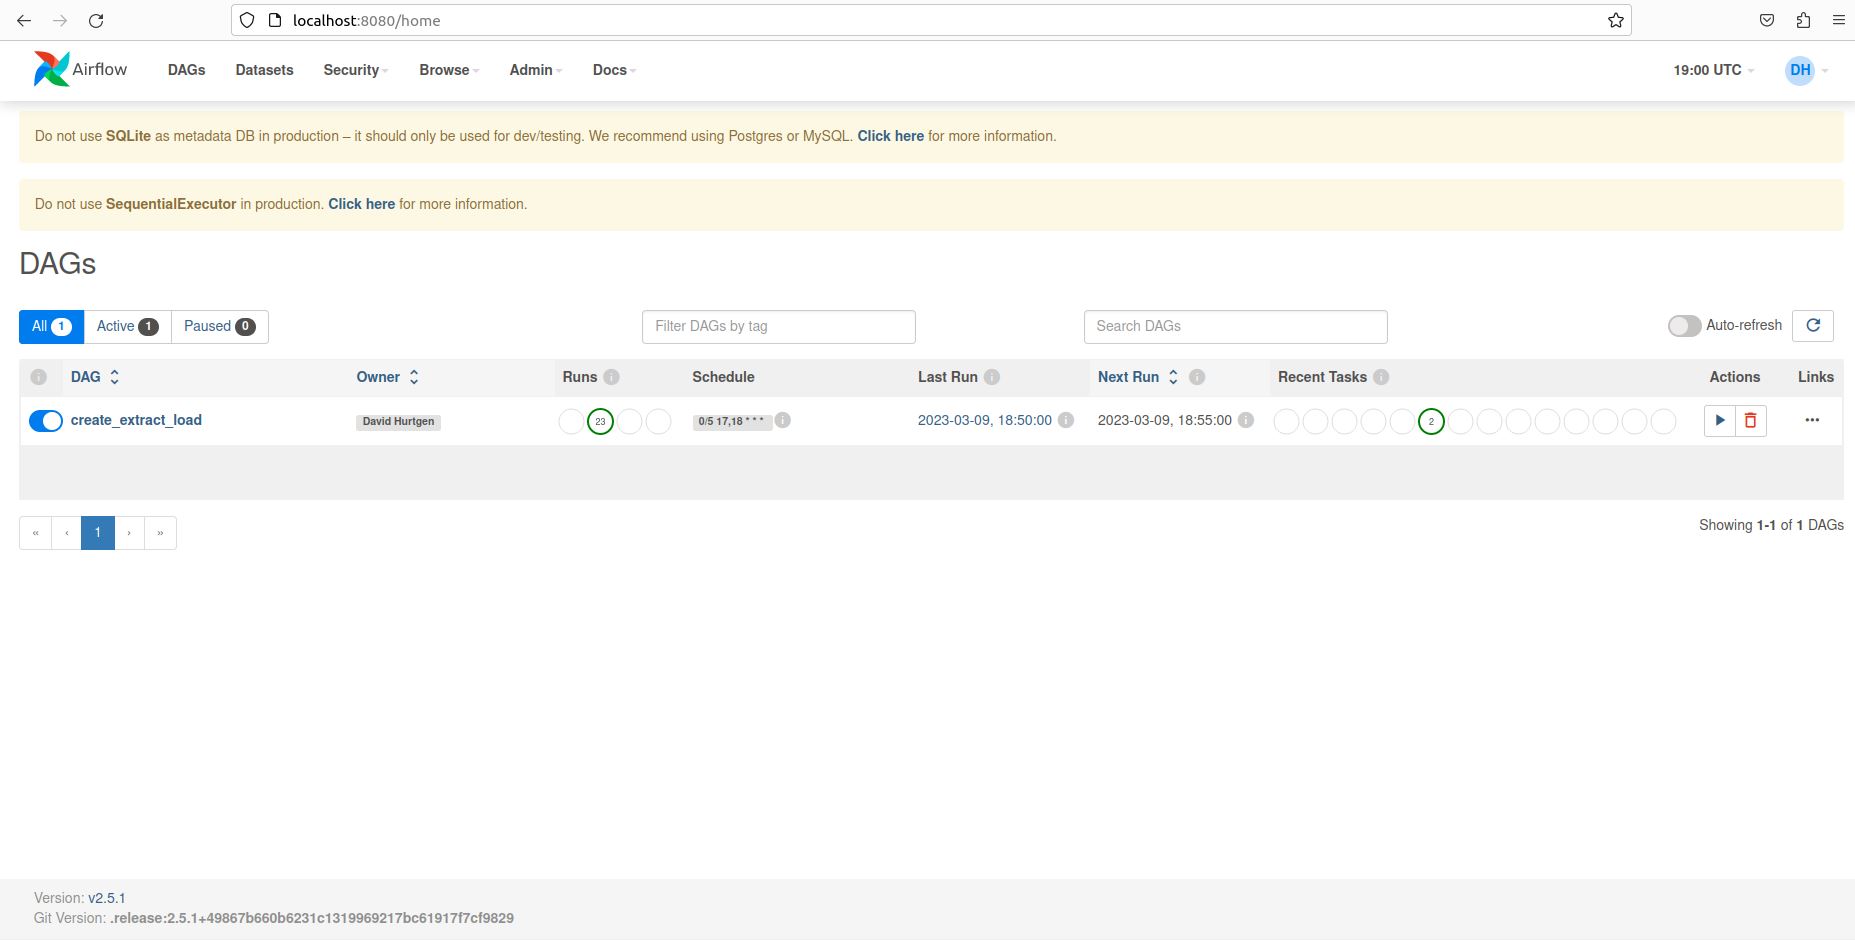 localhost:8080/home
Airflow DAGs Datasets Security Browse Admin Docs 19:00 UTC DH
Do not use SQLite as metadata DB in production – it should only be used for dev/testing. We recommend using Postgres or MySQL. Click here for more information.
Do not use SequentialExecutor in production. Click here for more information.
DAGs
All 1 Active 1 Paused 0 Filter DAGs by tag Search DAGs Auto-refresh
DAG Owner Runs Schedule Last Run Next Run Recent Tasks Actions Links
create_extract_load David Hurtgen 23 0/5 17,18 * * * 2023-03-09, 18:50:00 2023-03-09, 18:55:00 2
« ‹ 1 › » Showing 1-1 of 1 DAGs
Version: v2.5.1
Git Version: .release:2.5.1+49867b660b6231c1319969217bc61917f7cf9829